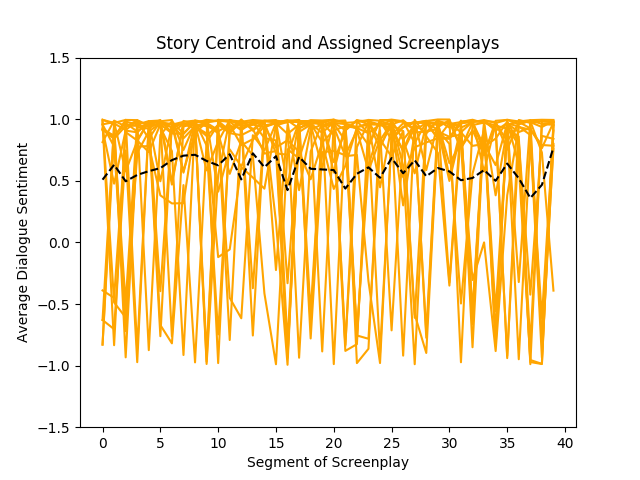 Story Centroid and Assigned Screenplays
Average Dialogue Sentiment
1.5
1.0
0.5
0.0
−0.5
−1.0
−1.5
0 5 10 15 20 25 30 35 40
Segment of Screenplay